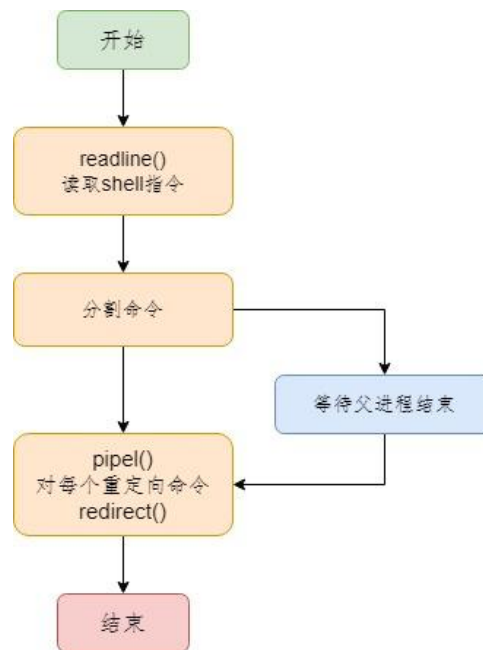 开始
readline()
读取shell指令
分割命令
等待父进程结束
pipel()
对每个重定向命令
redirect()
结束